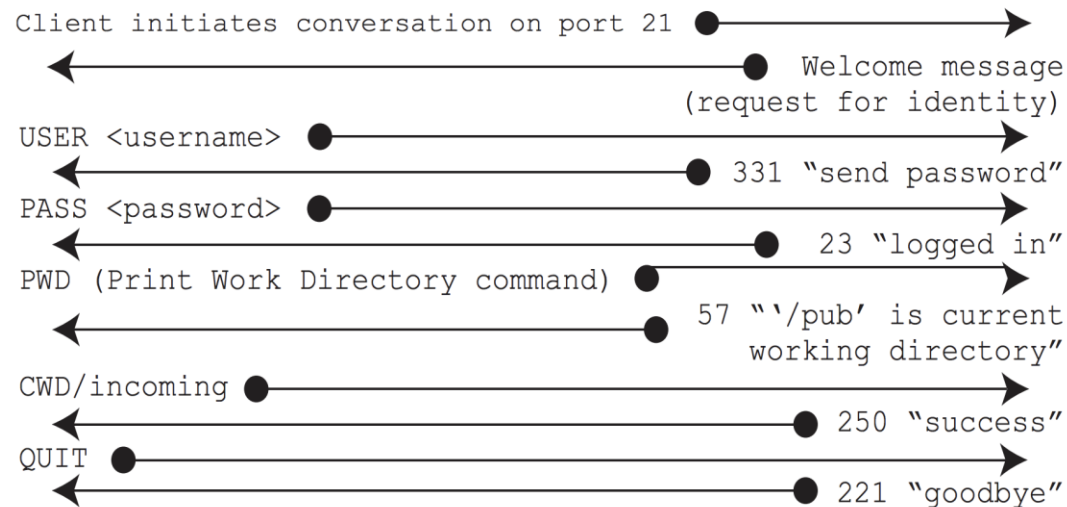 Client initiates conversation on port 21
Welcome message
(request for identity)
USER <username>
331 “send password”
PASS <password>
23 “logged in”
PWD (Print Work Directory command)
57 “‘/pub’ is current
working directory”
CWD/incoming
250 “success”
QUIT
221 “goodbye”